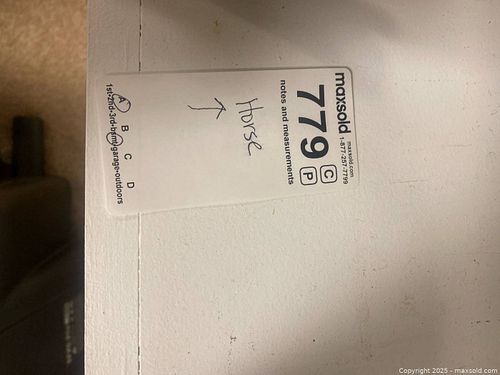 maxsold
maxsold.com
1-877-257-7799
779 C P
notes and measurements
Horse
A B C D
1st-2nd-3rd-bsmt-garage-outdoors
Copyright 2025 - maxsold.com